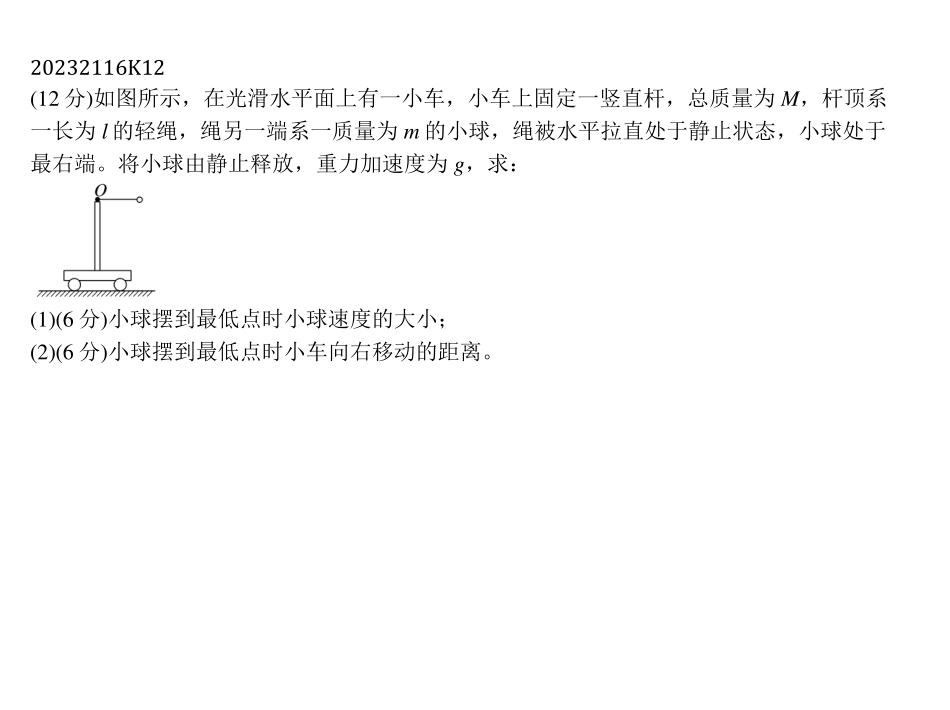 20232116K12
(12 分)如图所示，在光滑水平面上有一小车，小车上固定一竖直杆，总质量为 M，杆顶系
一长为 l 的轻绳，绳另一端系一质量为 m 的小球，绳被水平拉直处于静止状态，小球处于
最右端。将小球由静止释放，重力加速度为 g，求：
O
(1)(6 分)小球摆到最低点时小球速度的大小；
(2)(6 分)小球摆到最低点时小车向右移动的距离。